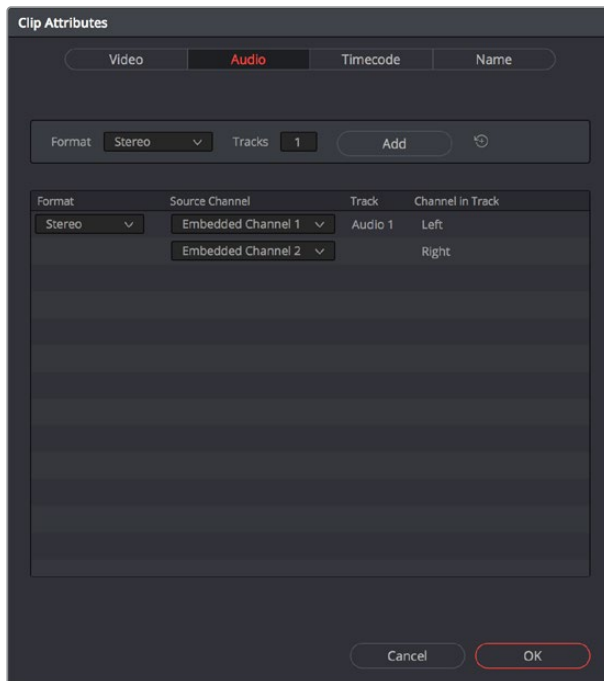 Clip Attributes
Video Audio Timecode Name
Format Stereo Tracks 1 Add
Format Source Channel Track Channel in Track
Stereo Embedded Channel 1 Audio 1 Left
Embedded Channel 2 Right
Cancel OK